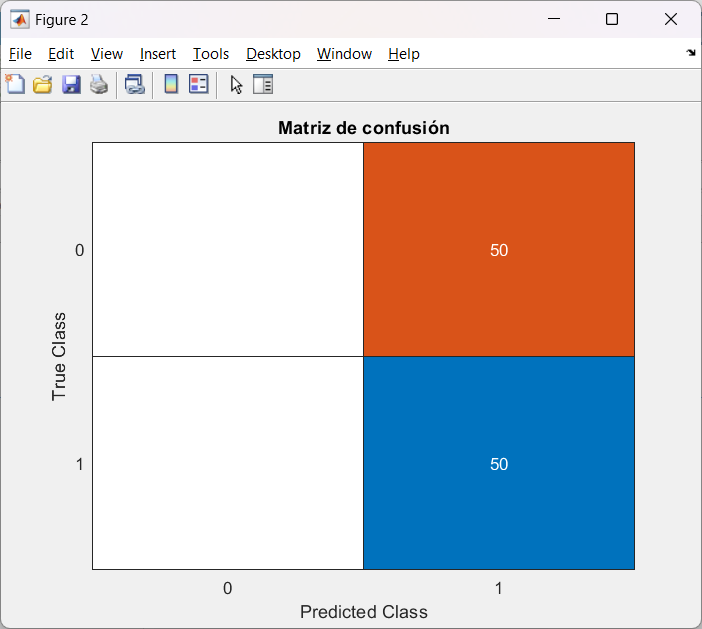 Figure 2
File Edit View Insert Tools Desktop Window Help
Matriz de confusión
0
50
True Class
1
50
0 1
Predicted Class